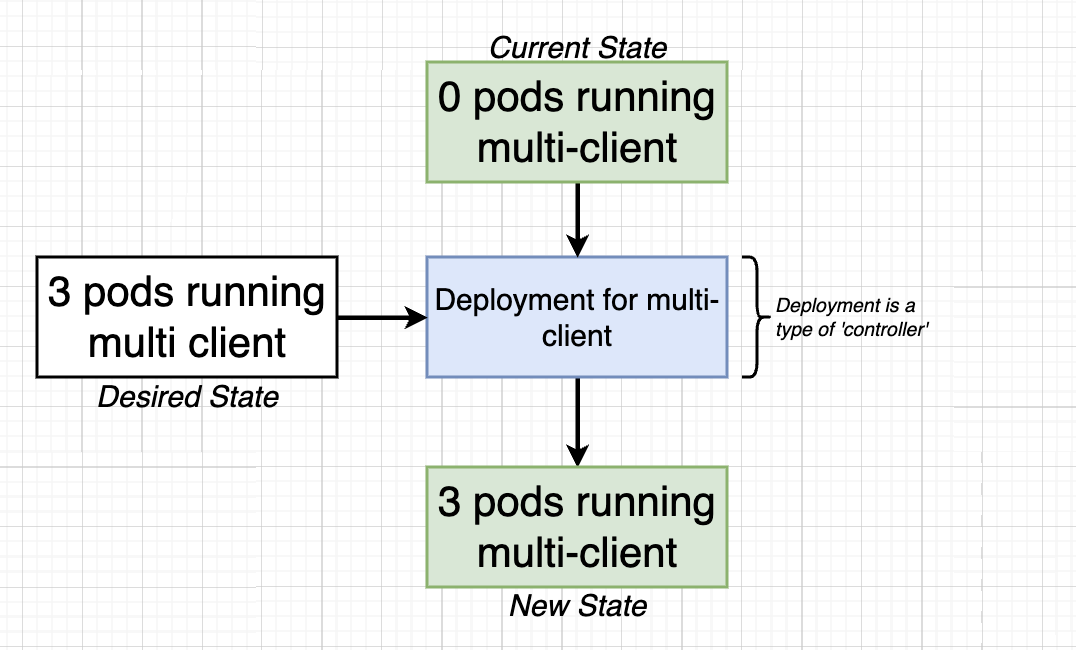 Current State
0 pods running
multi-client
3 pods running
multi client
Desired State
Deployment for multi-
client
Deployment is a
type of 'controller'
3 pods running
multi-client
New State